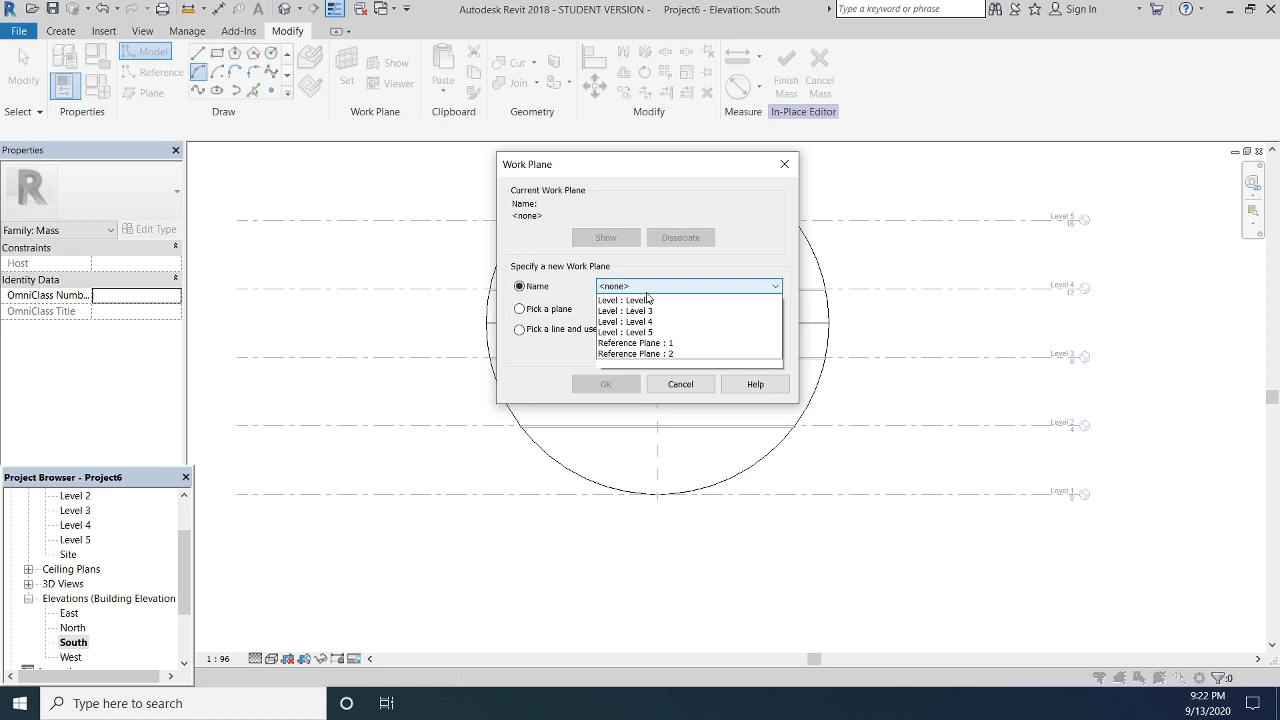 Autodesk Revit 2018 - STUDENT VERSION - Project6 - Elevation: South
Type a keyword or phrase
Sign In
File Create Insert View Manage Add-Ins Modify
Modify
Model
Reference
Plane
Set
Show
Viewer
Paste
Cut
Join
Finish Mass
Cancel Mass
Select Properties Draw Work Plane Clipboard Geometry Modify Measure In-Place Editor
Properties
R
Family: Mass
Edit Type
Constraints
Host
Identity Data
OmniClass Numb...
OmniClass Title
Work Plane
Current Work Plane
Name:
<none>
Show
Dissociate
Specify a new Work Plane
Name
<none>
Level : Level
Level : Level 3
Level : Level 4
Level : Level 5
Reference Plane : 1
Reference Plane : 2
Pick a plane
Pick a line and use
OK
Cancel
Help
Level 5
16
Level 4
12
Level 3
8
Level 2
4
Level 1
0
Project Browser - Project6
Level 2
Level 3
Level 4
Level 5
Site
Ceiling Plans
3D Views
Elevations (Building Elevation
East
North
South
West
1 : 96
:0
Type here to search
9:22 PM
9/13/2020